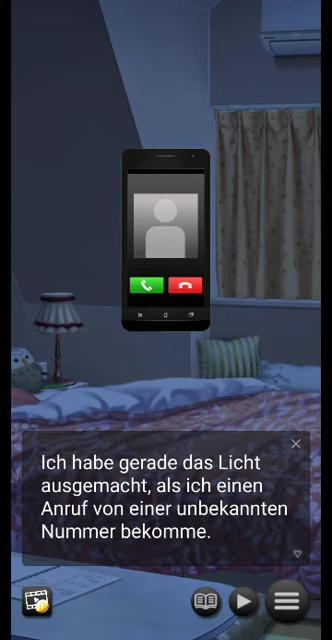 Ich habe gerade das Licht
ausgemacht, als ich einen
Anruf von einer unbekannten
Nummer bekomme.